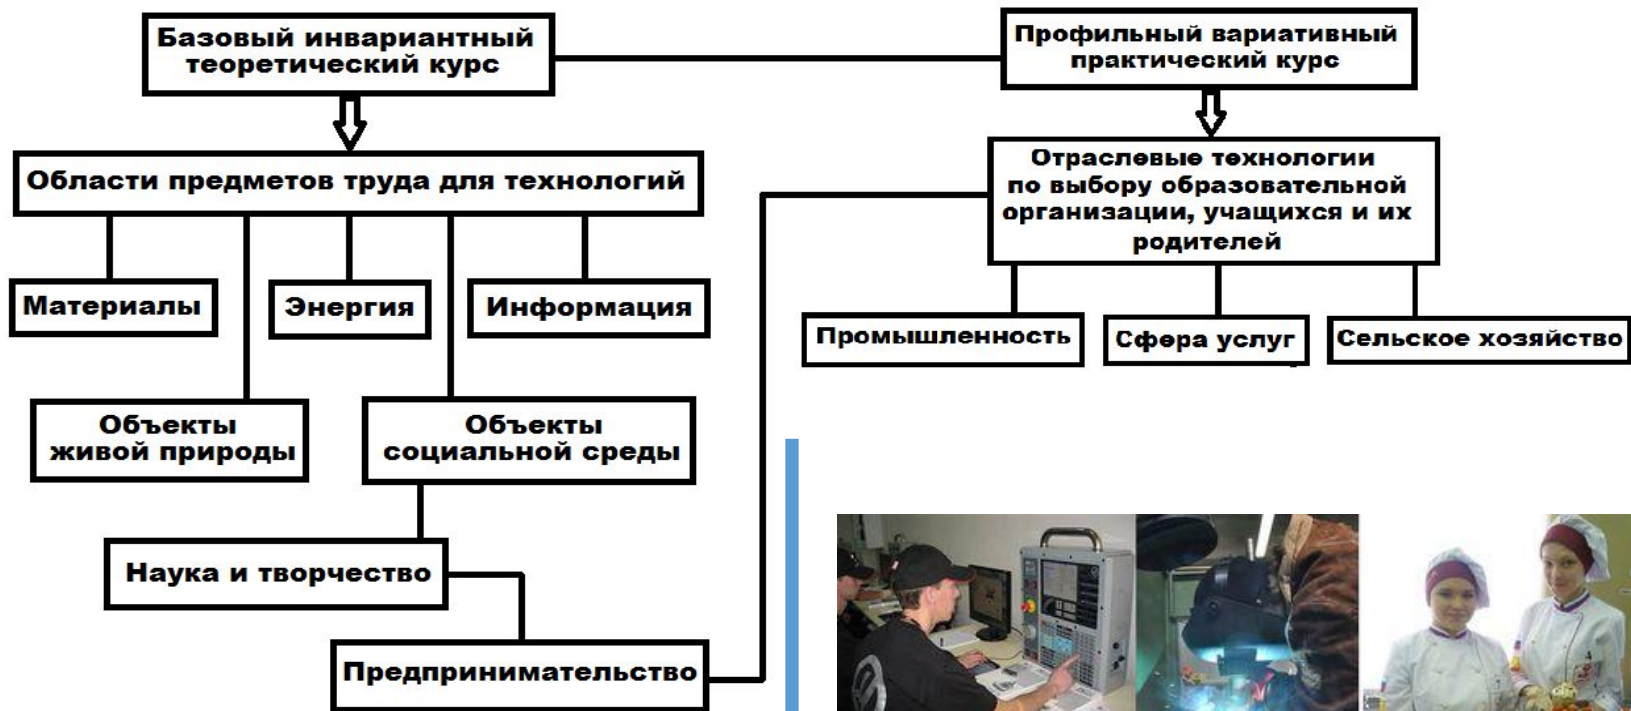 Базовый инвариантный
теоретический курс
Профильный вариативный
практический курс
Области предметов труда для технологий
Отраслевые технологии
по выбору образовательной
организации, учащихся и их
родителей
Материалы
Энергия
Информация
Промышленность
Сфера услуг
Сельское хозяйство
Объекты
живой природы
Объекты
социальной среды
Наука и творчество
Предпринимательство